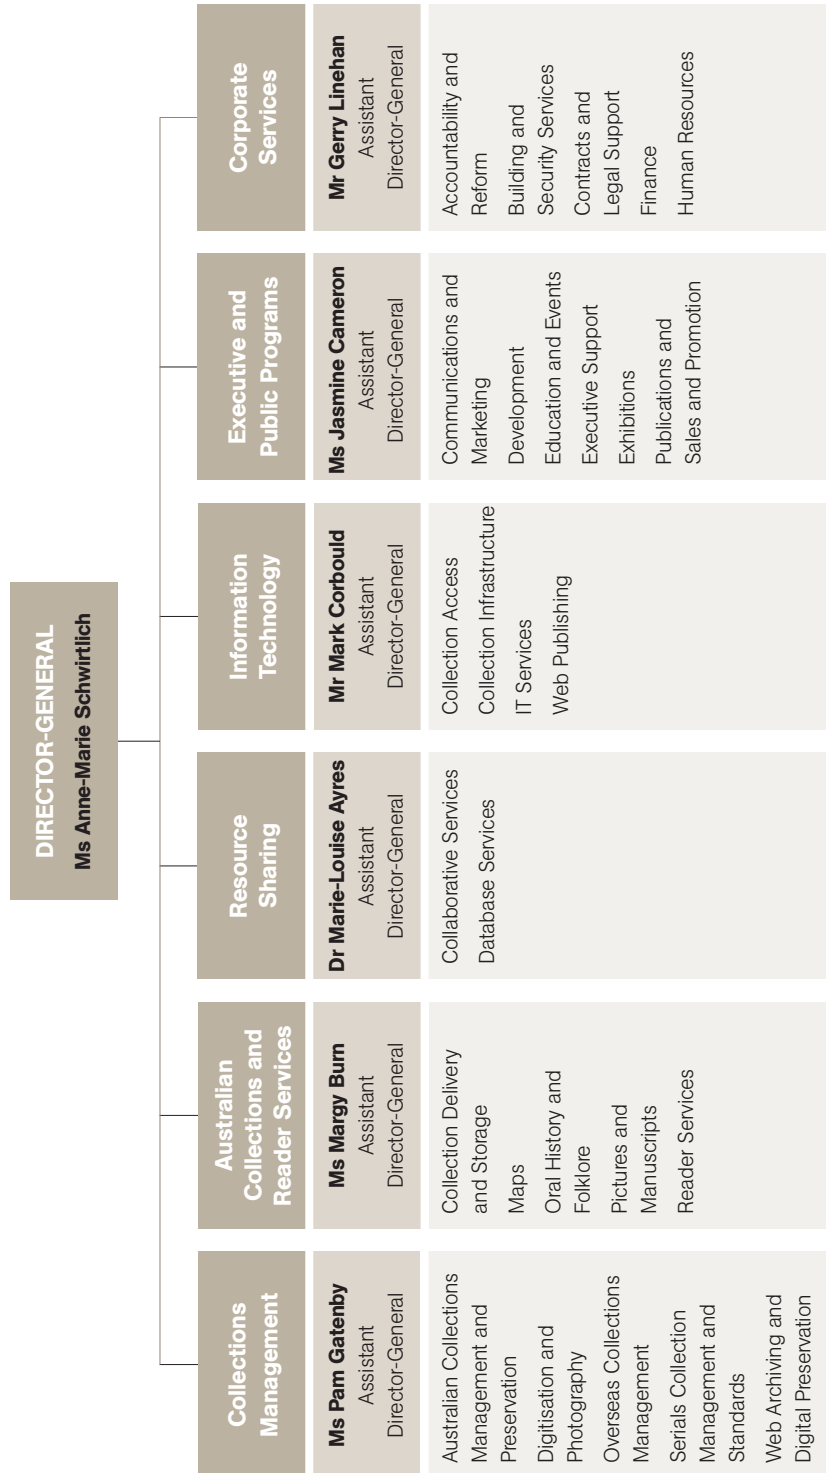 DIRECTOR-GENERAL
Ms Anne-Marie Schwirtlich
Collections
Management
Ms Pam Gatenby
Assistant
Director-General
Australian Collections
Management and
Preservation
Digitisation and
Photography
Overseas Collections
Management
Serials Collection
Management and
Standards
Web Archiving and
Digital Preservation
Australian
Collections and
Reader Services
Ms Margy Burn
Assistant
Director-General
Collection Delivery
and Storage
Maps
Oral History and
Folklore
Pictures and
Manuscripts
Reader Services
Resource
Sharing
Dr Marie-Louise Ayres
Assistant
Director-General
Collaborative Services
Database Services
Information
Technology
Mr Mark Corbould
Assistant
Director-General
Collection Access
Collection Infrastructure
IT Services
Web Publishing
Executive and
Public Programs
Ms Jasmine Cameron
Assistant
Director-General
Communications and
Marketing
Development
Education and Events
Executive Support
Exhibitions
Publications and
Sales and Promotion
Corporate
Services
Mr Gerry Linehan
Assistant
Director-General
Accountability and
Reform
Building and
Security Services
Contracts and
Legal Support
Finance
Human Resources